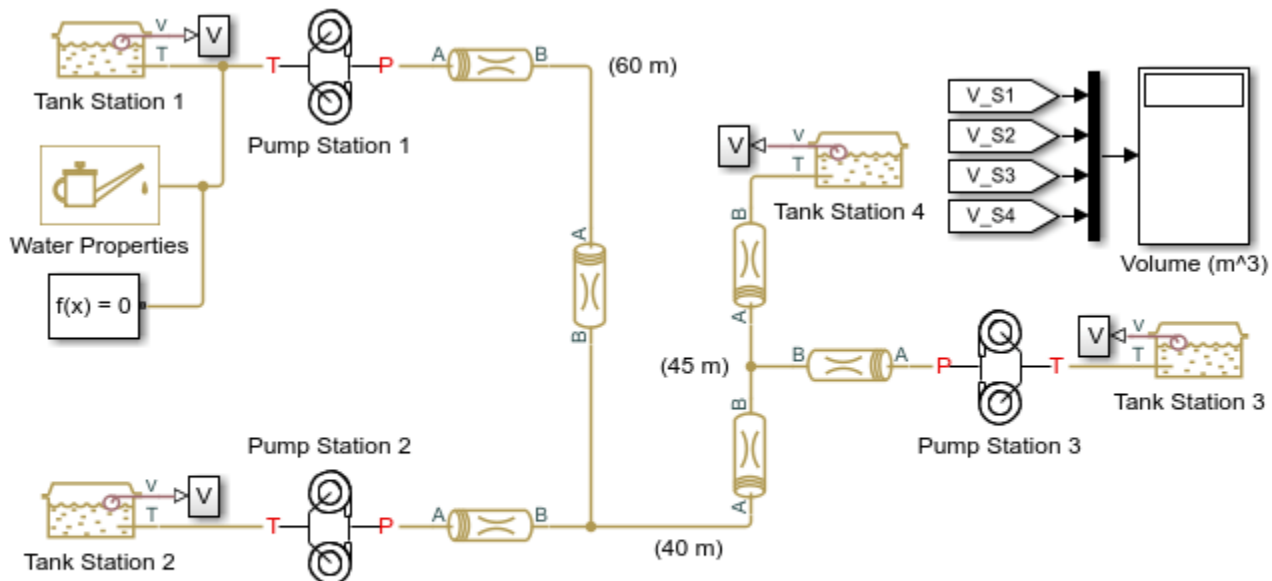 V
V
T
Tank Station 1
T
P
Pump Station 1
A
B
(60 m)
Water Properties
f(x) = 0
A
B
V
V
T
Tank Station 2
Pump Station 2
T
P
A
B
(40 m)
V
V
T
Tank Station 4
B
A
(45 m)
B
A
B
A
P
T
Pump Station 3
V
V
T
Tank Station 3
V_S1
V_S2
V_S3
V_S4
Volume (m^3)